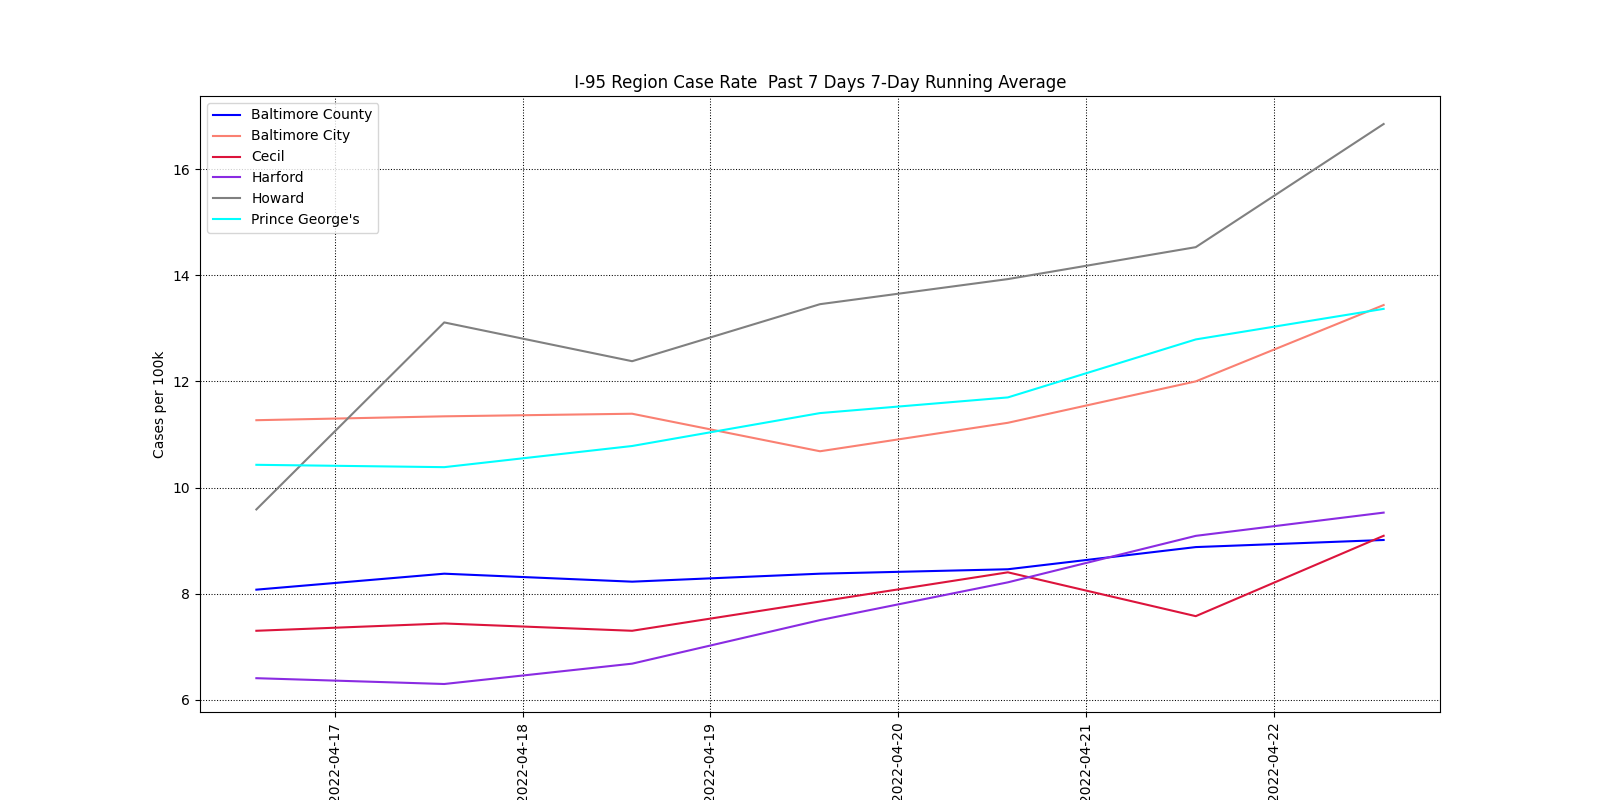 I-95 Region Case Rate  Past 7 Days 7-Day Running Average
Baltimore County
Baltimore City
Cecil
Harford
Howard
Prince George's
Cases per 100k
16
14
12
10
8
6
2022-04-17
2022-04-18
2022-04-19
2022-04-20
2022-04-21
2022-04-22